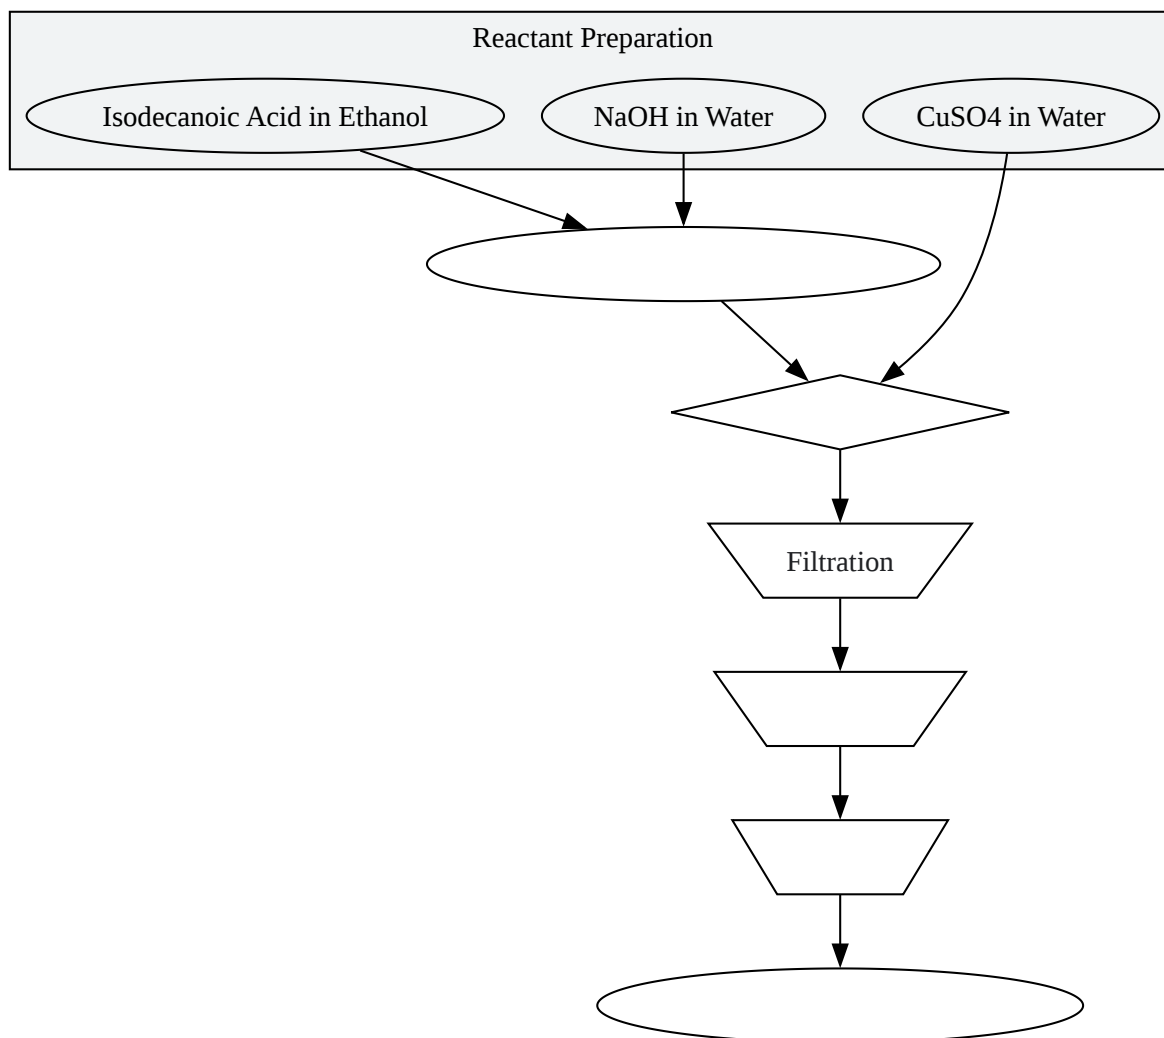 Reactant Preparation
Isodecanoic Acid in Ethanol
NaOH in Water
CuSO4 in Water
Filtration